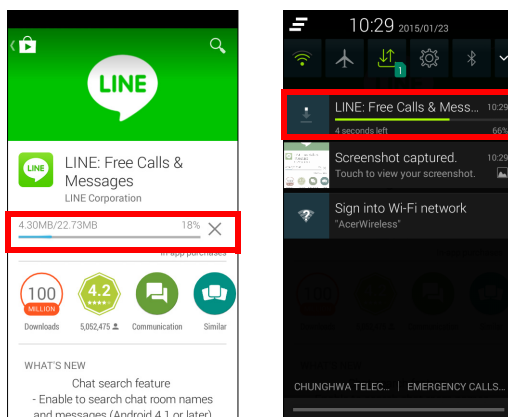 LINE
LINE
LINE: Free Calls &
Messages
LINE Corporation
4.30MB/22.73MB 18%
In-app purchases
100
MILLION
4.2
Downloads 5,052,475 Communication Similar
WHAT'S NEW
Chat search feature
- Enable to search chat room names
and messages (Android 4.1 or later)
10:29 2015/01/23
1
LINE: Free Calls & Mess... 10:29
4 seconds left 66%
Screenshot captured. 10:29
Touch to view your screenshot.
Sign into Wi-Fi network
"AcerWireless"
CHUNGHWA TELEC... | EMERGENCY CALLS...